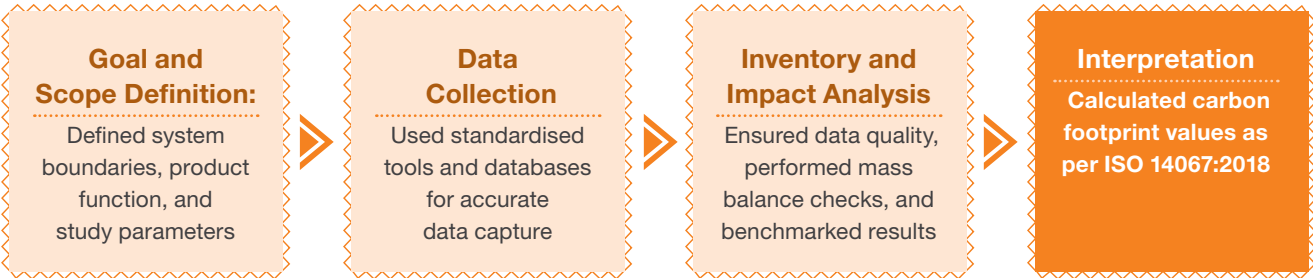 Goal and
Scope Definition:
Defined system
boundaries, product
function, and
study parameters
Data
Collection
Used standardised
tools and databases
for accurate
data capture
Inventory and
Impact Analysis
Ensured data quality,
performed mass
balance checks, and
benchmarked results
Interpretation
Calculated carbon
footprint values as
per ISO 14067:2018